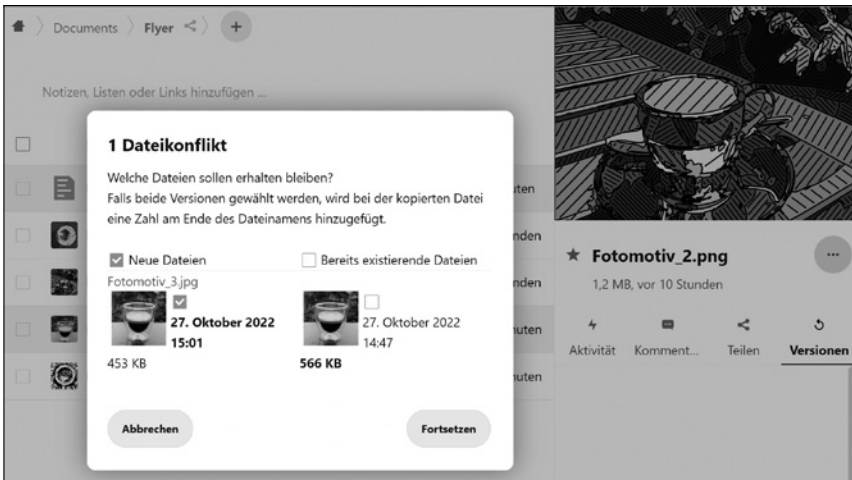 Documents Flyer
Notizen, Listen oder Links hinzufügen ...
1 Dateikonflikt
Welche Dateien sollen erhalten bleiben?
Falls beide Versionen gewählt werden, wird bei der kopierten Datei
eine Zahl am Ende des Dateinamens hinzugefügt.
Neue Dateien
Bereits existierende Dateien
Fotomotiv_3.jpg
27. Oktober 2022
15:01
453 KB
27. Oktober 2022
14:47
566 KB
Abbrechen
Fortsetzen
uten
nden
nden
uten
uten
Fotomotiv_2.png
1,2 MB, vor 10 Stunden
Aktivität Komment... Teilen Versionen